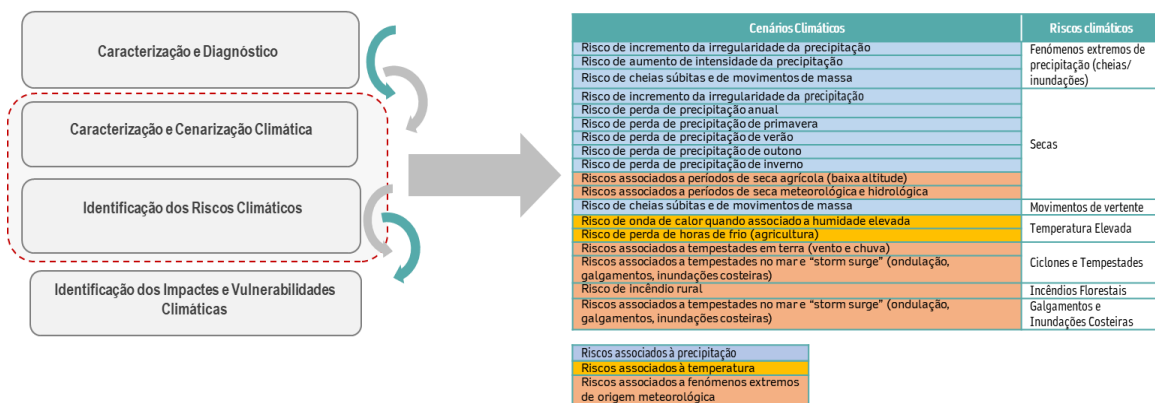 Caracterização e Diagnóstico
Caracterização e Cenarização Climática
Identificação dos Riscos Climáticos
Identificação dos Impactes e Vulnerabilidades
Climáticas
Cenários Climáticos
Riscos climáticos
Risco de incremento da irregularidade da precipitação
Risco de aumento de intensidade da precipitação
Risco de cheias súbitas e de movimentos de massa
Fenómenos extremos de
precipitação (cheias/
inundações)
Risco de incremento da irregularidade da precipitação
Risco de perda de precipitação anual
Risco de perda de precipitação de primavera
Risco de perda de precipitação de verão
Risco de perda de precipitação de outono
Risco de perda de precipitação de inverno
Riscos associados a períodos de seca agrícola (baixa altitude)
Riscos associados a períodos de seca meteorológica e hidrológica
Secas
Risco de cheias súbitas e de movimentos de massa
Movimentos de vertente
Risco de onda de calor quando associado a humidade elevada
Risco de perda de horas de frio (agricultura)
Temperatura Elevada
Riscos associados a tempestades em terra (vento e chuva)
Riscos associados a tempestades no mar e "storm surge" (ondulação,
galgamentos, inundações costeiras)
Ciclones e Tempestades
Risco de incêndio rural
Incêndios Florestais
Riscos associados a tempestades no mar e "storm surge" (ondulação,
galgamentos, inundações costeiras)
Galgamentos e
Inundações Costeiras
Riscos associados à precipitação
Riscos associados à temperatura
Riscos associados a fenómenos extremos
de origem meteorológica